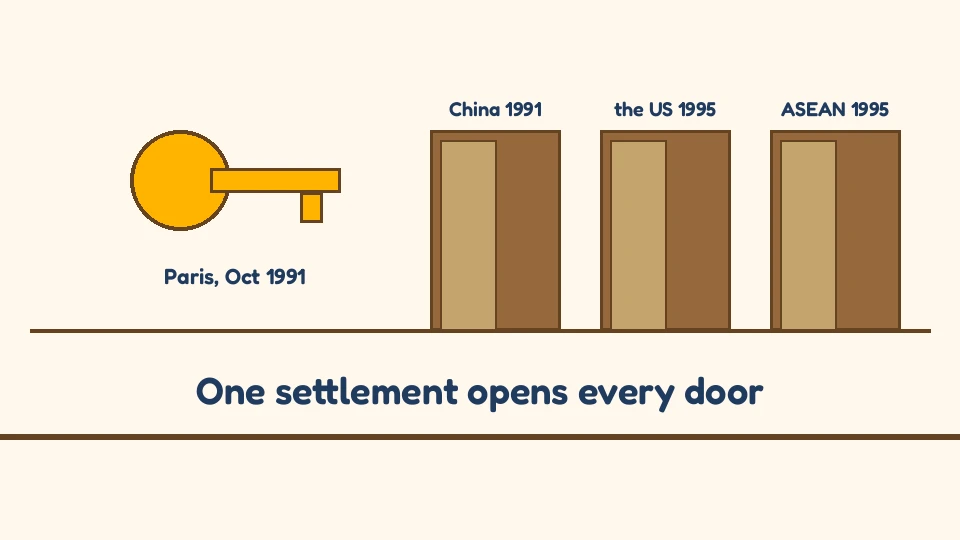 China 1991
the US 1995
ASEAN 1995
Paris, Oct 1991
One settlement opens every door